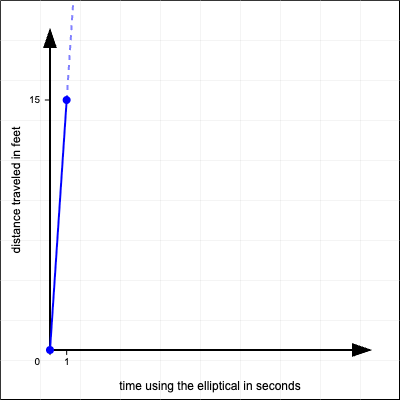 15
distance traveled in feet
0
1
time using the elliptical in seconds